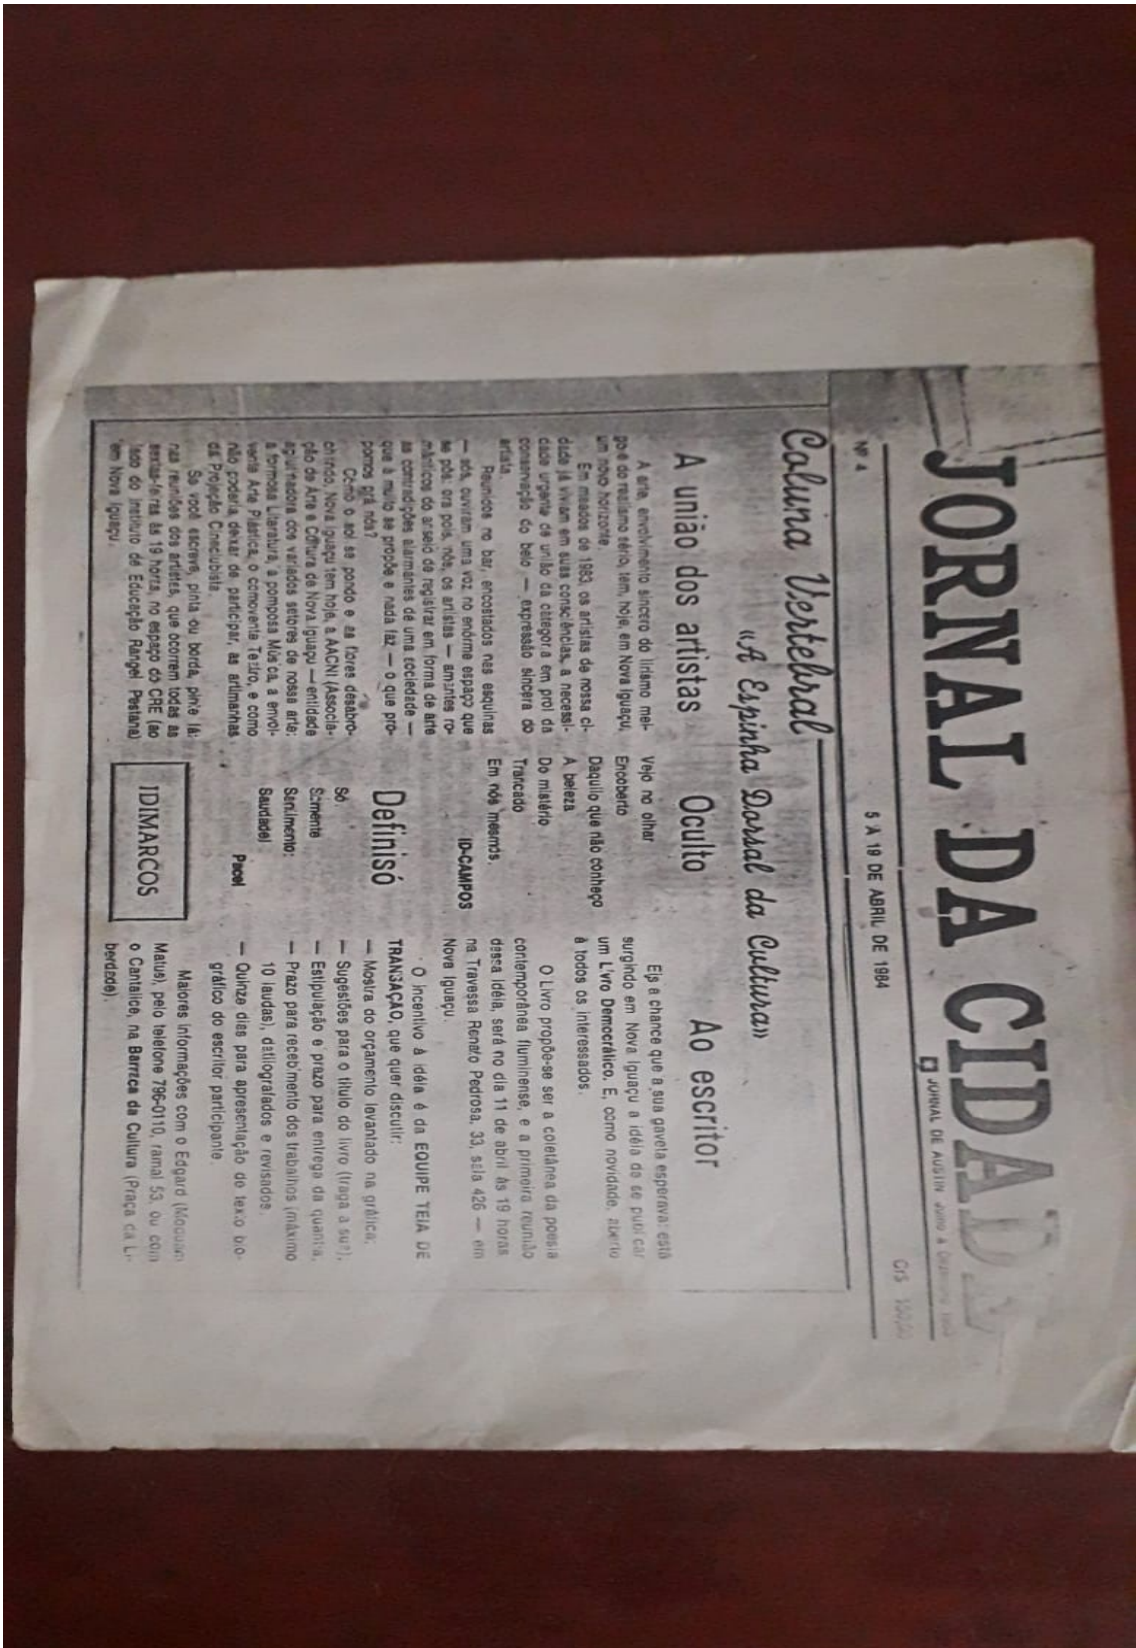 JORNAL DA CIDADE
JORNAL DE AUSTIN
Nº 4
5 A 19 DE ABRIL DE 1984
Cr$ 100,00
Coluna Vertebral
«A Espinha Dorsal da Cultura»
A união dos artistas
A arte, envolvimento sincero do lirismo mei-
go e do realismo sério, tem, hoje, em Nova Iguaçu,
um novo horizonte.
Em meados de 1983, os artistas de nossa ci-
dade já viviam em suas consciências, a necessi-
dade urgente de união da categoria em prol da
conservação do belo — expressão sincera do
artista.
Reunidos no bar, encostados nas esquinas
— sós, ouviram uma voz no enorme espaço que
se pôs: ora pois, nós, os artistas — amantes ro-
mânticos do anseio de registrar em forma de arte
as contradições alarmantes de uma sociedade —
que à muito se propõe e nada faz, — o que pro-
pomos prá nós?
Como o sol se pondo e as flores desabro-
chando, Nova Iguaçu tem hoje, a AACNI (Associa-
ção de Arte e Cultura de Nova Iguaçu — entidade
aglutinadora dos variados setores de nossa arte:
a formosa Literatura, a pomposa Música, a envol-
vente Arte Plástica, o comovente Teatro, e como
não poderia deixar de participar, as artimanhas
da Projeção Cineclubista.
Se você escreve, pinta ou borda, pinte lá:
nas reuniões dos artistas, que ocorrem todas as
sextas-feiras às 19 horas, no espaço do CRE (ao
lado do Instituto de Educação Rangel Pestana)
em Nova Iguaçu.
Oculto
Vejo no olhar
Encoberto
Daquilo que não conheço
A beleza
Do mistério
Trancado
Em nós mesmos.
ID-CAMPOS
Definisó
Só
Somente
Sentimento:
Saudade!
Pacel
IDIMARCOS
Ao escritor
Eis a chance que a sua gaveta esperava: está
surgindo em Nova Iguaçu a idéia de se publicar
um Livro Democrático. E, como novidade, aberto
à todos os interessados.
O Livro propõe-se ser a coletânea da poesia
contemporânea fluminense, e a primeira reunião
dessa idéia, será no dia 11 de abril às 19 horas
na Travessa Renato Pedrosa, 33, sala 426 — em
Nova Iguaçu.
O incentivo à idéia é da EQUIPE TEIA DE
TRANSAÇÃO, que quer discutir:
— Mostra do orçamento levantado na gráfica;
— Sugestões para o título do livro (traga a sua);
— Estipulação e prazo para entrega da quantia;
— Prazo para recebimento dos trabalhos (máximo
10 laudas), datilografados e revisados.
— Quinze dias para apresentação do texto bio-
gráfico do escritor participante.
Maiores informações com o Edgard
Matus), pelo telefone 796-0110, ramal 53, ou com
o Cantalice, na Barraca da Cultura (Praça da Li-
berdade).